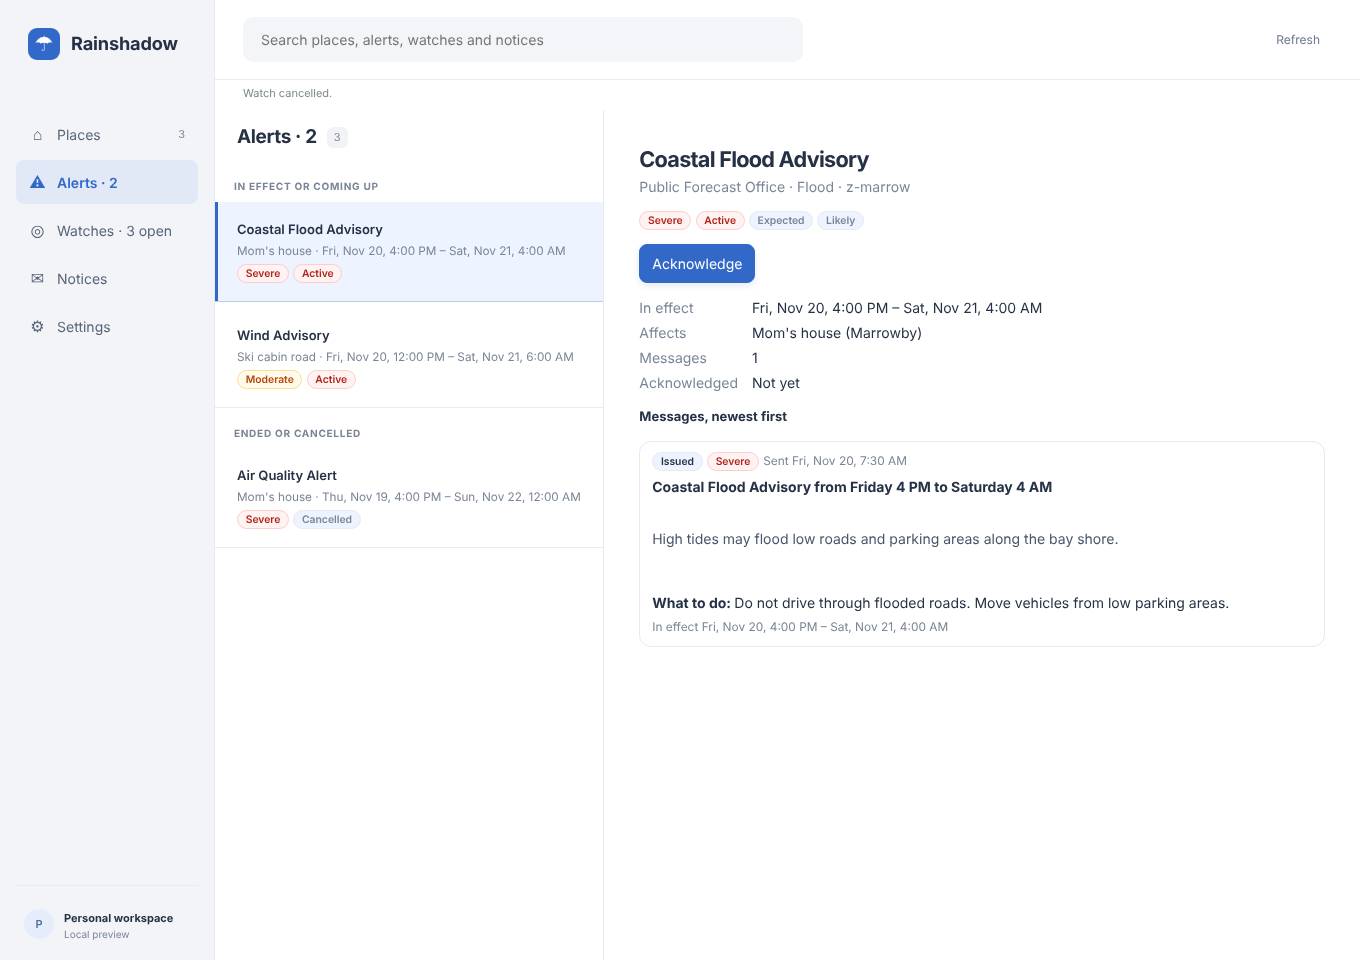 Rainshadow
Places 3
Alerts · 2
Watches · 3 open
Notices
Settings
P
Personal workspace
Local preview
Search places, alerts, watches and notices
Refresh
Watch cancelled.
Alerts · 2 3
IN EFFECT OR COMING UP
Coastal Flood Advisory
Mom's house · Fri, Nov 20, 4:00 PM – Sat, Nov 21, 4:00 AM
Severe Active
Wind Advisory
Ski cabin road · Fri, Nov 20, 12:00 PM – Sat, Nov 21, 6:00 AM
Moderate Active
ENDED OR CANCELLED
Air Quality Alert
Mom's house · Thu, Nov 19, 4:00 PM – Sun, Nov 22, 12:00 AM
Severe Cancelled
Coastal Flood Advisory
Public Forecast Office · Flood · z-marrow
Severe Active Expected Likely
Acknowledge
In effect Fri, Nov 20, 4:00 PM – Sat, Nov 21, 4:00 AM
Affects Mom's house (Marrowby)
Messages 1
Acknowledged Not yet
Messages, newest first
Issued Severe Sent Fri, Nov 20, 7:30 AM
Coastal Flood Advisory from Friday 4 PM to Saturday 4 AM
High tides may flood low roads and parking areas along the bay shore.
What to do: Do not drive through flooded roads. Move vehicles from low parking areas.
In effect Fri, Nov 20, 4:00 PM – Sat, Nov 21, 4:00 AM